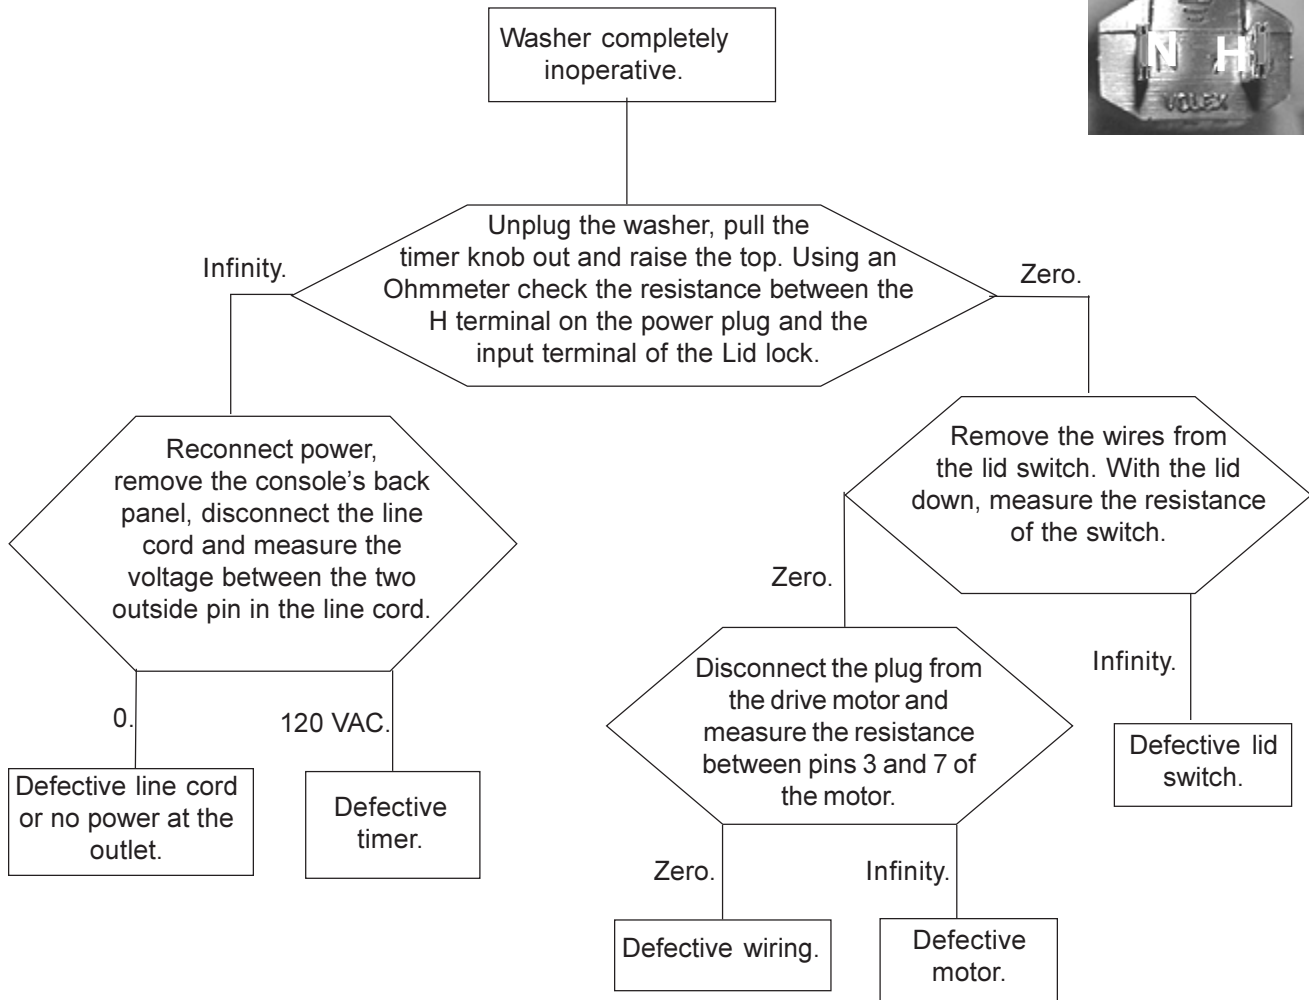 Washer completely
inoperative.
N H
VOLEX
Unplug the washer, pull the
timer knob out and raise the top. Using an
Ohmmeter check the resistance between the
H terminal on the power plug and the
input terminal of the Lid lock.
Infinity.
Zero.
Reconnect power,
remove the console's back
panel, disconnect the line
cord and measure the
voltage between the two
outside pin in the line cord.
Remove the wires from
the lid switch. With the lid
down, measure the resistance
of the switch.
Zero.
Infinity.
Disconnect the plug from
the drive motor and
measure the resistance
between pins 3 and 7 of
the motor.
0.
120 VAC.
Defective line cord
or no power at the
outlet.
Defective
timer.
Defective lid
switch.
Zero.
Infinity.
Defective wiring.
Defective
motor.